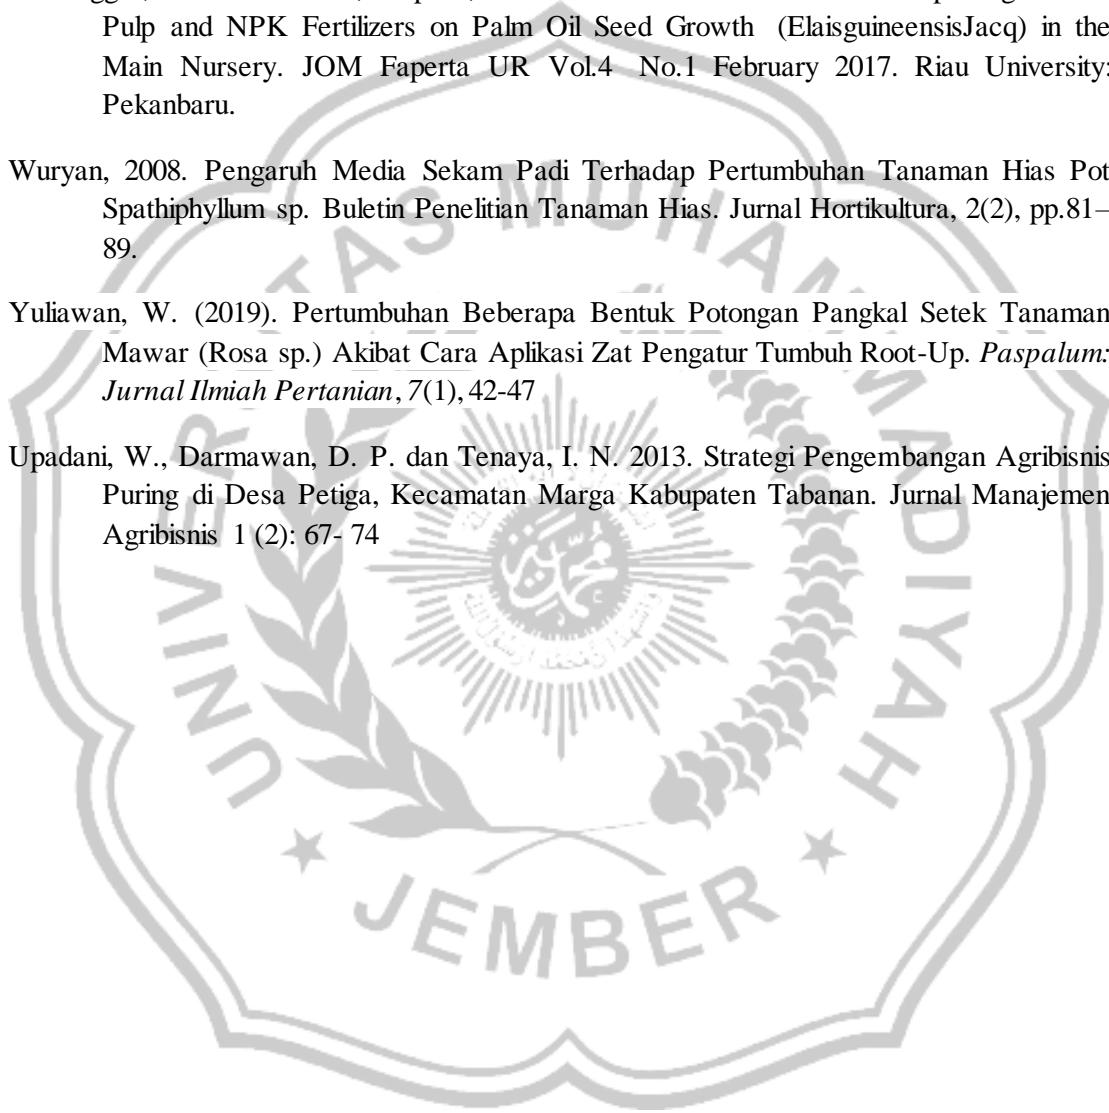 Pulp and NPK Fertilizers on Palm Oil Seed Growth (ElaisguineensisJacq) in the
Main Nursery. JOM Faperta UR Vol.4 No.1 February 2017. Riau University:
Pekanbaru.
Wuryan, 2008. Pengaruh Media Sekam Padi Terhadap Pertumbuhan Tanaman Hias Pot
Spathiphyllum sp. Buletin Penelitian Tanaman Hias. Jurnal Hortikultura, 2(2), pp.81–
89.
Yuliawan, W. (2019). Pertumbuhan Beberapa Bentuk Potongan Pangkal Setek Tanaman
Mawar (Rosa sp.) Akibat Cara Aplikasi Zat Pengatur Tumbuh Root-Up. Paspalum:
Jurnal Ilmiah Pertanian, 7(1), 42-47
Upadani, W., Darmawan, D. P. dan Tenaya, I. N. 2013. Strategi Pengembangan Agribisnis
Puring di Desa Petiga, Kecamatan Marga Kabupaten Tabanan. Jurnal Manajemen
Agribisnis 1 (2): 67- 74
UNIVERSITAS MUHAMMADIYAH
JEMBER